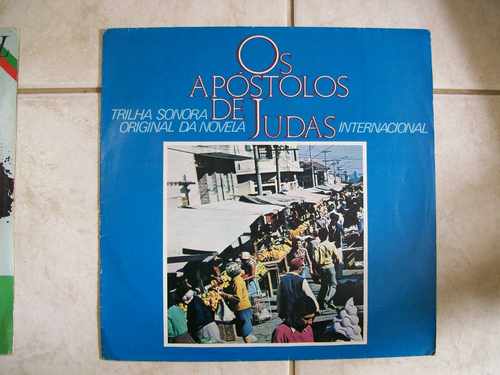 OS
APÓSTOLOS
TRILHA SONORA DE
ORIGINAL DA NOVELA JUDAS INTERNACIONAL